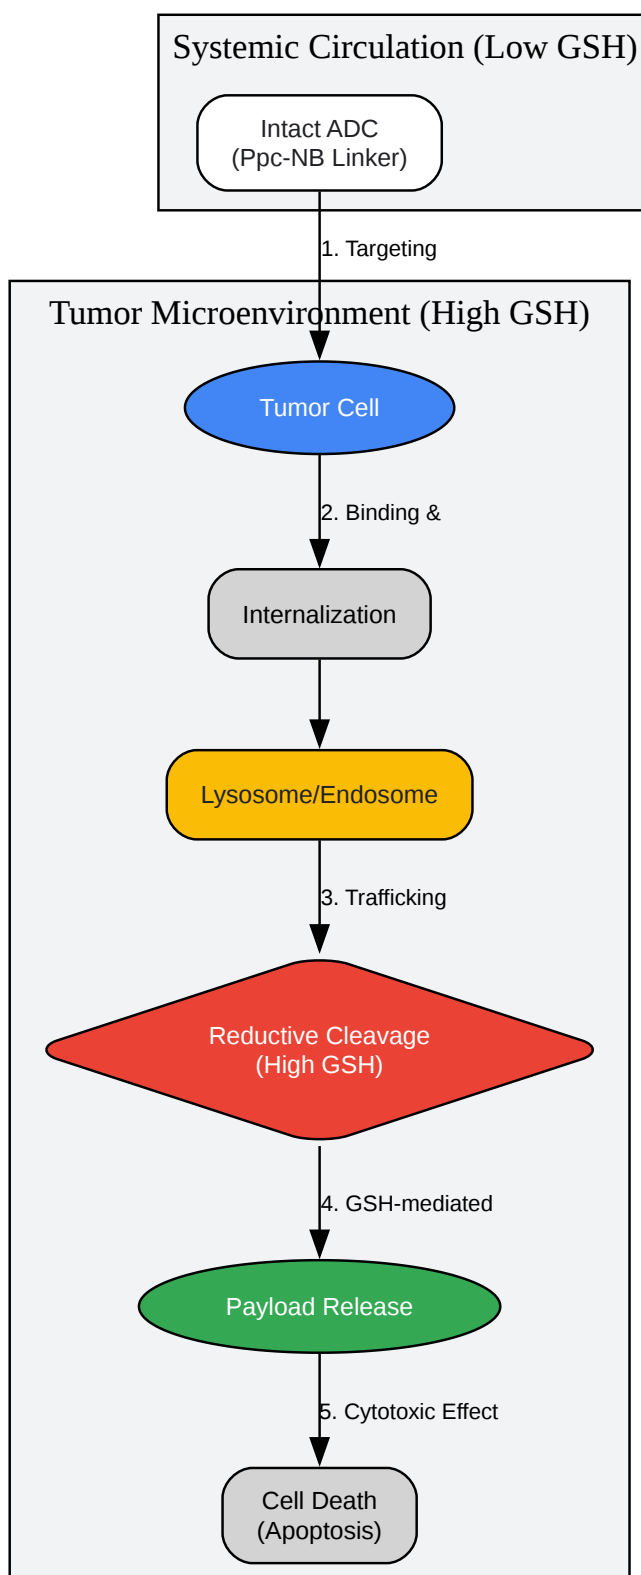 Systemic Circulation (Low GSH)
Intact ADC
(Ppc-NB Linker)
1. Targeting
Tumor Microenvironment (High GSH)
Tumor Cell
2. Binding &
Internalization
Lysosome/Endosome
3. Trafficking
Reductive Cleavage
(High GSH)
4. GSH-mediated
Payload Release
5. Cytotoxic Effect
Cell Death
(Apoptosis)